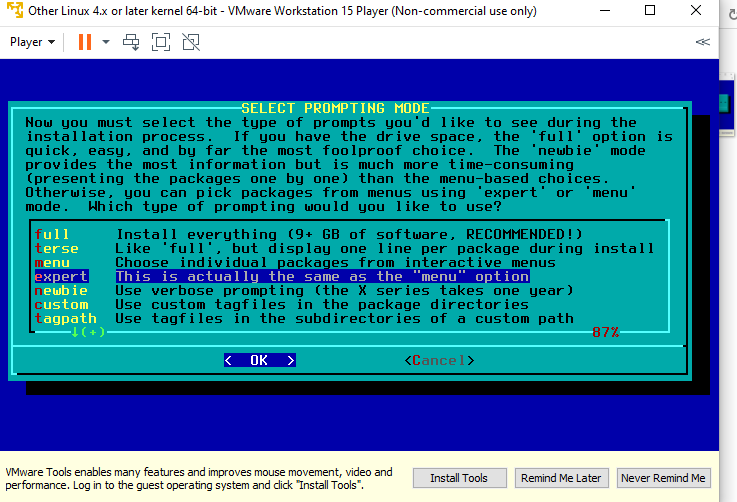 Other Linux 4.x or later kernel 64-bit - VMware Workstation 15 Player (Non-commercial use only)
Player
SELECT PROMPTING MODE
Now you must select the type of prompts you'd like to see during the
installation process.  If you have the drive space, the 'full' option is
quick, easy, and by far the most foolproof choice.  The 'newbie' mode
provides the most information but is much more time-consuming
(presenting the packages one by one) than the menu-based choices.
Otherwise, you can pick packages from menus using 'expert' or 'menu'
mode.  Which type of prompting would you like to use?
full Install everything (9+ GB of software, RECOMMENDED!)
terse Like 'full', but display one line per package during install
menu Choose individual packages from interactive menus
expert This is actually the same as the "menu" option
newbie Use verbose prompting (the X series takes one year)
custom Use custom tagfiles in the package directories
tagpath Use tagfiles in the subdirectories of a custom path
↓(+) 87%
< OK > <Cancel>
VMware Tools enables many features and improves mouse movement, video and
performance. Log in to the guest operating system and click "Install Tools".
Install Tools Remind Me Later Never Remind Me